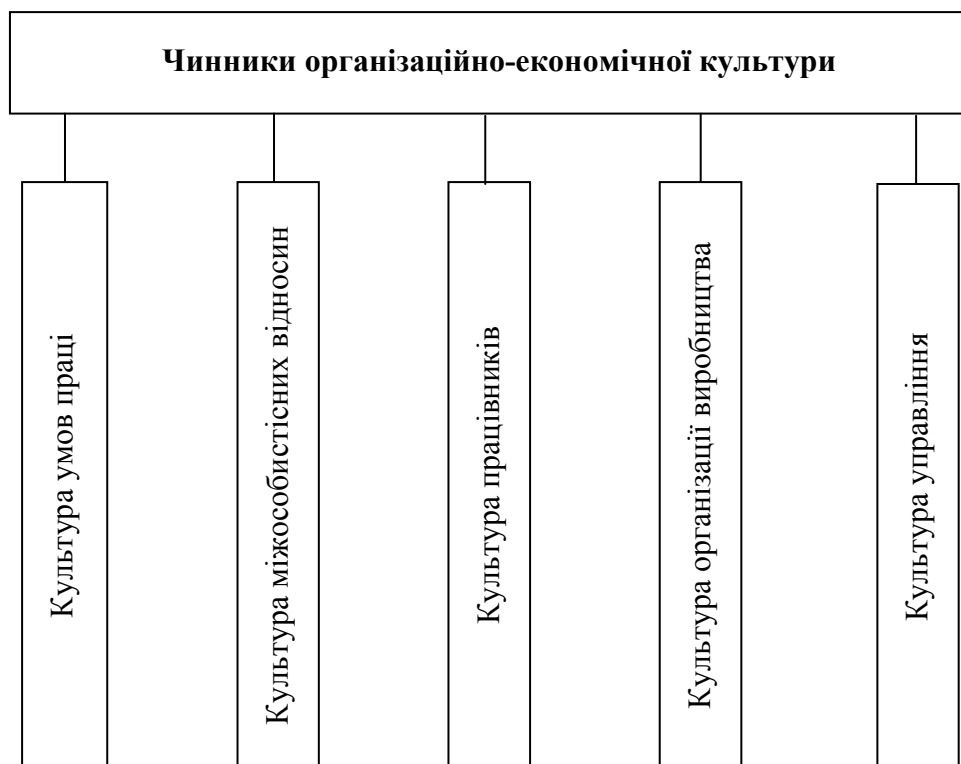 Чинники організаційно-економічної культури
Культура умов праці
Культура міжособистісних відносин
Культура працівників
Культура організації виробництва
Культура управління